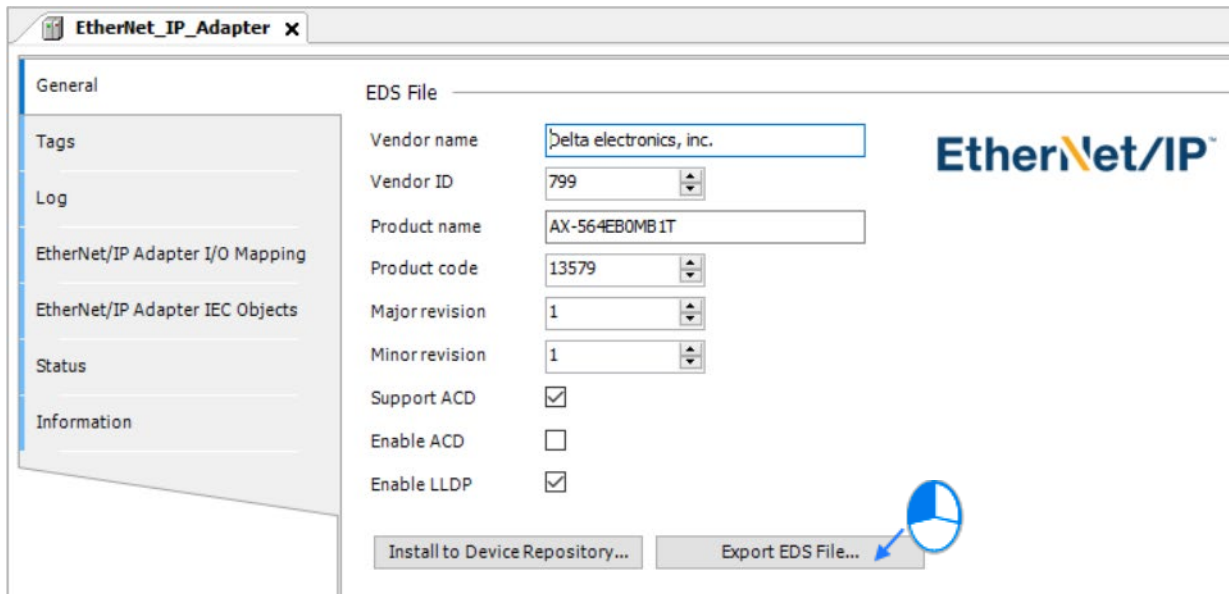 EtherNet_IP_Adapter X
General
Tags
Log
EtherNet/IP Adapter I/O Mapping
EtherNet/IP Adapter IEC Objects
Status
Information
EDS File
Vendor name Delta electronics, inc.
Vendor ID 799
Product name AX-564EB0MB1T
Product code 13579
Major revision 1
Minor revision 1
Support ACD
Enable ACD
Enable LLDP
Install to Device Repository... Export EDS File...
EtherNet/IP™